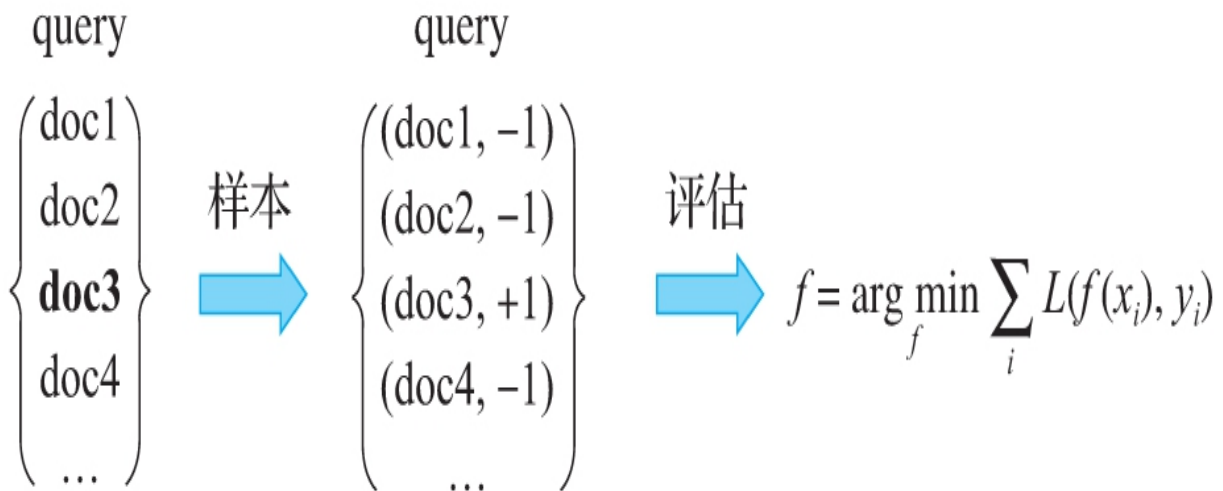 query
doc1
doc2
doc3
doc4
…
样本
query
(doc1, −1)
(doc2, −1)
(doc3, +1)
(doc4, −1)
…
评估
f = arg min_f ∑_i L(f(x_i), y_i)